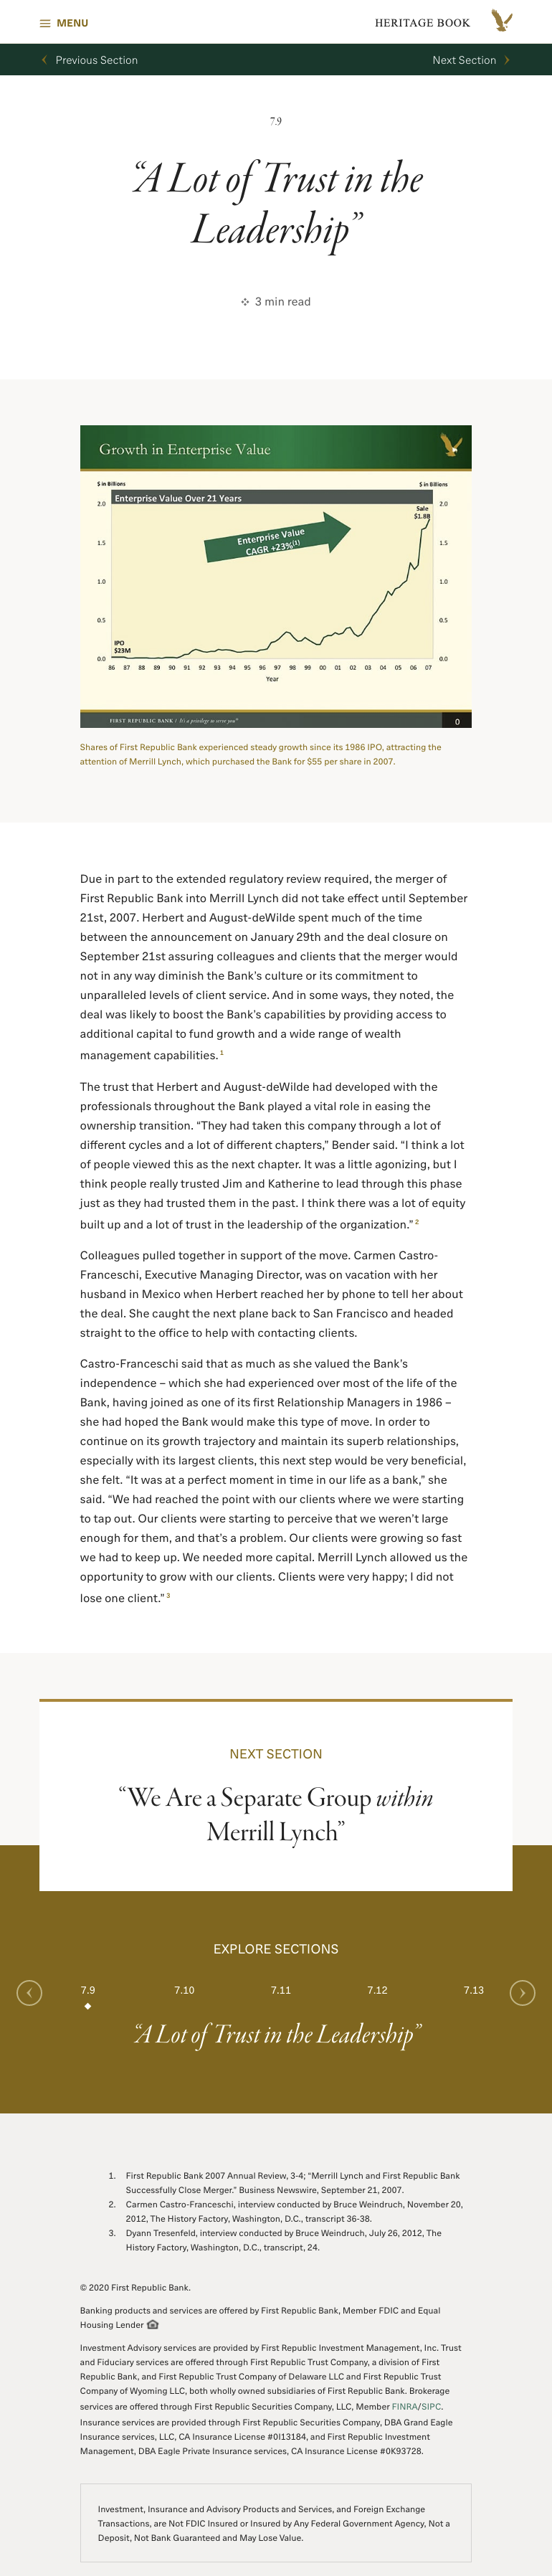 MENU
HERITAGE BOOK
Previous Section
Next Section
7.9
“A Lot of Trust in the
Leadership”
3 min read
Growth in Enterprise Value
$ in Billions
$ in Billions
Enterprise Value Over 21 Years
2.0
2.0
Sale
$1.8B
Enterprise Value
CAGR +23%(1)
1.5
1.5
1.0
1.0
0.5
0.5
IPO
$23M
0.0
0.0
86 87 88 89 90 91 92 93 94 95 96 97 98 99 00 01 02 03 04 05 06 07
Year
FIRST REPUBLIC BANK / It's a privilege to serve you®
0
Shares of First Republic Bank experienced steady growth since its 1986 IPO, attracting the
attention of Merrill Lynch, which purchased the Bank for $55 per share in 2007.
Due in part to the extended regulatory review required, the merger of
First Republic Bank into Merrill Lynch did not take effect until September
21st, 2007. Herbert and August-deWilde spent much of the time
between the announcement on January 29th and the deal closure on
September 21st assuring colleagues and clients that the merger would
not in any way diminish the Bank’s culture or its commitment to
unparalleled levels of client service. And in some ways, they noted, the
deal was likely to boost the Bank’s capabilities by providing access to
additional capital to fund growth and a wide range of wealth
management capabilities. 1
The trust that Herbert and August-deWilde had developed with the
professionals throughout the Bank played a vital role in easing the
ownership transition. “They had taken this company through a lot of
different cycles and a lot of different chapters,” Bender said. “I think a lot
of people viewed this as the next chapter. It was a little agonizing, but I
think people really trusted Jim and Katherine to lead through this phase
just as they had trusted them in the past. I think there was a lot of equity
built up and a lot of trust in the leadership of the organization.” 2
Colleagues pulled together in support of the move. Carmen Castro-
Franceschi, Executive Managing Director, was on vacation with her
husband in Mexico when Herbert reached her by phone to tell her about
the deal. She caught the next plane back to San Francisco and headed
straight to the office to help with contacting clients.
Castro-Franceschi said that as much as she valued the Bank’s
independence – which she had experienced over most of the life of the
Bank, having joined as one of its first Relationship Managers in 1986 –
she had hoped the Bank would make this type of move. In order to
continue on its growth trajectory and maintain its superb relationships,
especially with its largest clients, this next step would be very beneficial,
she felt. “It was at a perfect moment in time in our life as a bank,” she
said. “We had reached the point with our clients where we were starting
to tap out. Our clients were starting to perceive that we weren’t large
enough for them, and that’s a problem. Our clients were growing so fast
we had to keep up. We needed more capital. Merrill Lynch allowed us the
opportunity to grow with our clients. Clients were very happy; I did not
lose one client.” 3
NEXT SECTION
“We Are a Separate Group within
Merrill Lynch”
EXPLORE SECTIONS
7.9 7.10 7.11 7.12 7.13
“A Lot of Trust in the Leadership”
1. First Republic Bank 2007 Annual Review, 3-4; “Merrill Lynch and First Republic Bank
Successfully Close Merger.” Business Newswire, September 21, 2007.
2. Carmen Castro-Franceschi, interview conducted by Bruce Weindruch, November 20,
2012, The History Factory, Washington, D.C., transcript 36-38.
3. Dyann Tresenfeld, interview conducted by Bruce Weindruch, July 26, 2012, The
History Factory, Washington, D.C., transcript, 24.
© 2020 First Republic Bank.
Banking products and services are offered by First Republic Bank, Member FDIC and Equal
Housing Lender
Investment Advisory services are provided by First Republic Investment Management, Inc. Trust
and Fiduciary services are offered through First Republic Trust Company, a division of First
Republic Bank, and First Republic Trust Company of Delaware LLC and First Republic Trust
Company of Wyoming LLC, both wholly owned subsidiaries of First Republic Bank. Brokerage
services are offered through First Republic Securities Company, LLC, Member FINRA/SIPC.
Insurance services are provided through First Republic Securities Company, DBA Grand Eagle
Insurance services, LLC, CA Insurance License #0I13184, and First Republic Investment
Management, DBA Eagle Private Insurance services, CA Insurance License #0K93728.
Investment, Insurance and Advisory Products and Services, and Foreign Exchange
Transactions, are Not FDIC Insured or Insured by Any Federal Government Agency, Not a
Deposit, Not Bank Guaranteed and May Lose Value.